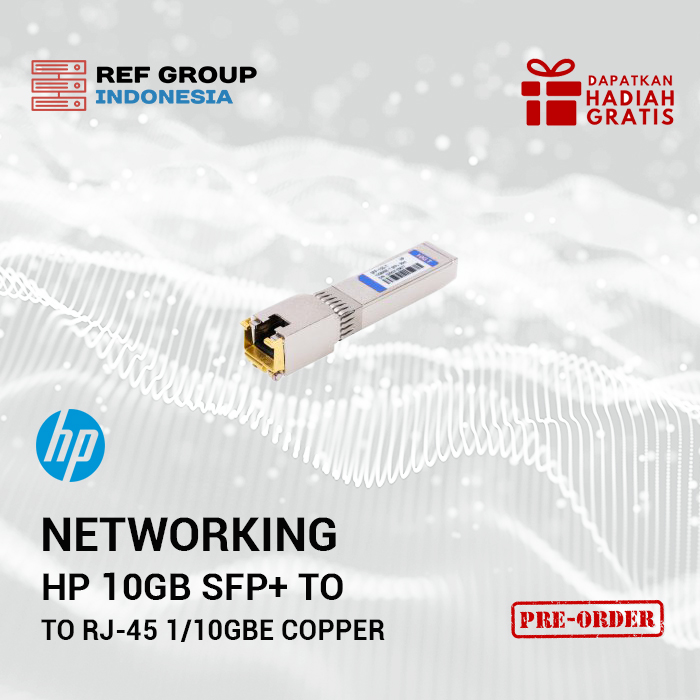 REF GROUP
INDONESIA
DAPATKAN
HADIAH
GRATIS
hp
NETWORKING
HP 10GB SFP+ TO
TO RJ-45 1/10GBE COPPER
PRE-ORDER